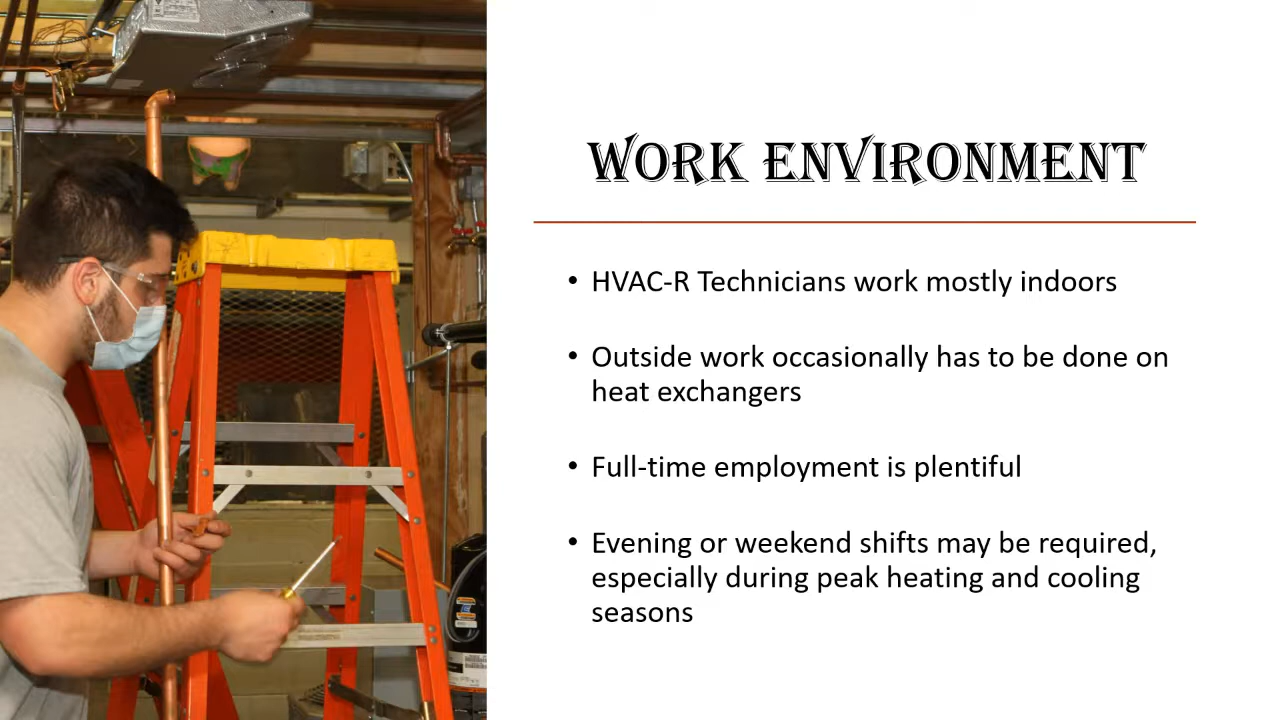 WORK ENVIRONMENT
• HVAC-R Technicians work mostly indoors
• Outside work occasionally has to be done on
heat exchangers
• Full-time employment is plentiful
• Evening or weekend shifts may be required,
especially during peak heating and cooling
seasons